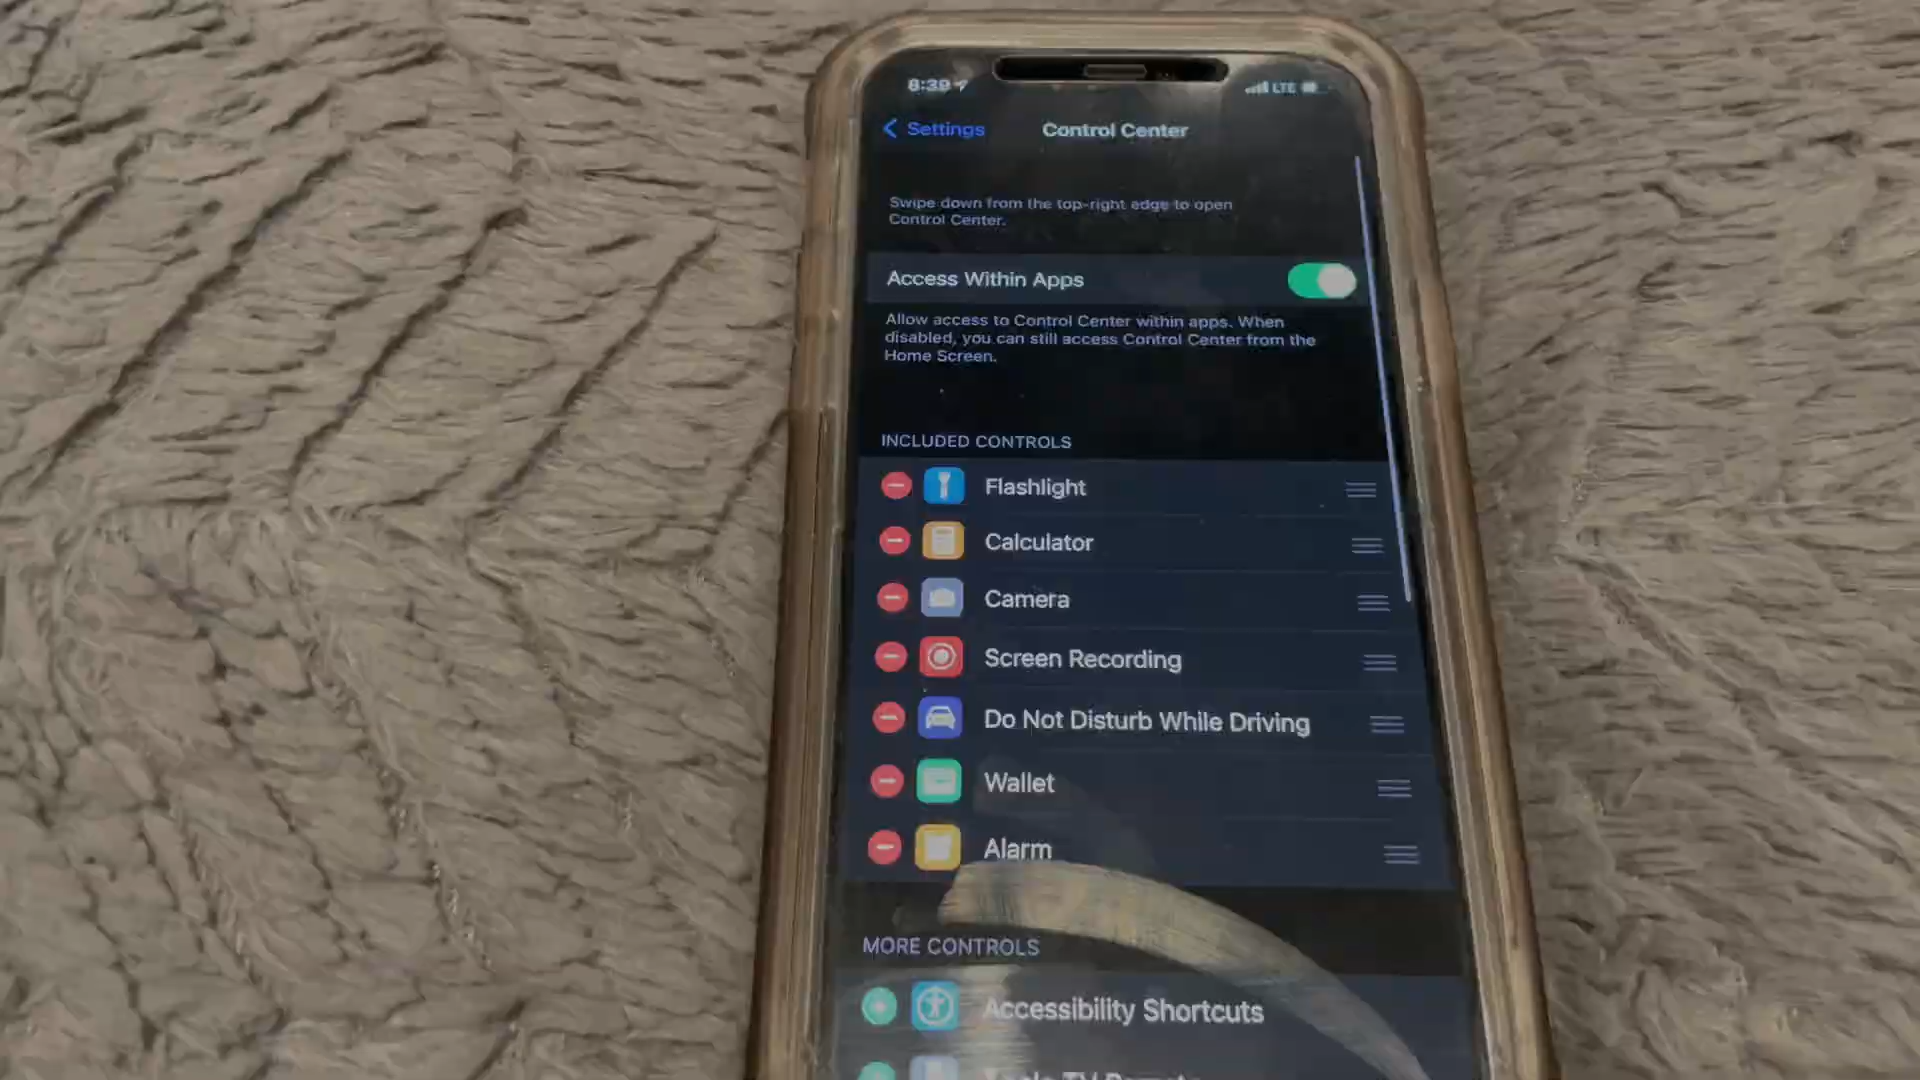 8:39
LTE
Settings
Control Center
Swipe down from the top-right edge to open
Control Center.
Access Within Apps
Allow access to Control Center within apps. When
disabled, you can still access Control Center from the
Home Screen.
INCLUDED CONTROLS
Flashlight
Calculator
Camera
Screen Recording
Do Not Disturb While Driving
Wallet
Alarm
MORE CONTROLS
Accessibility Shortcuts